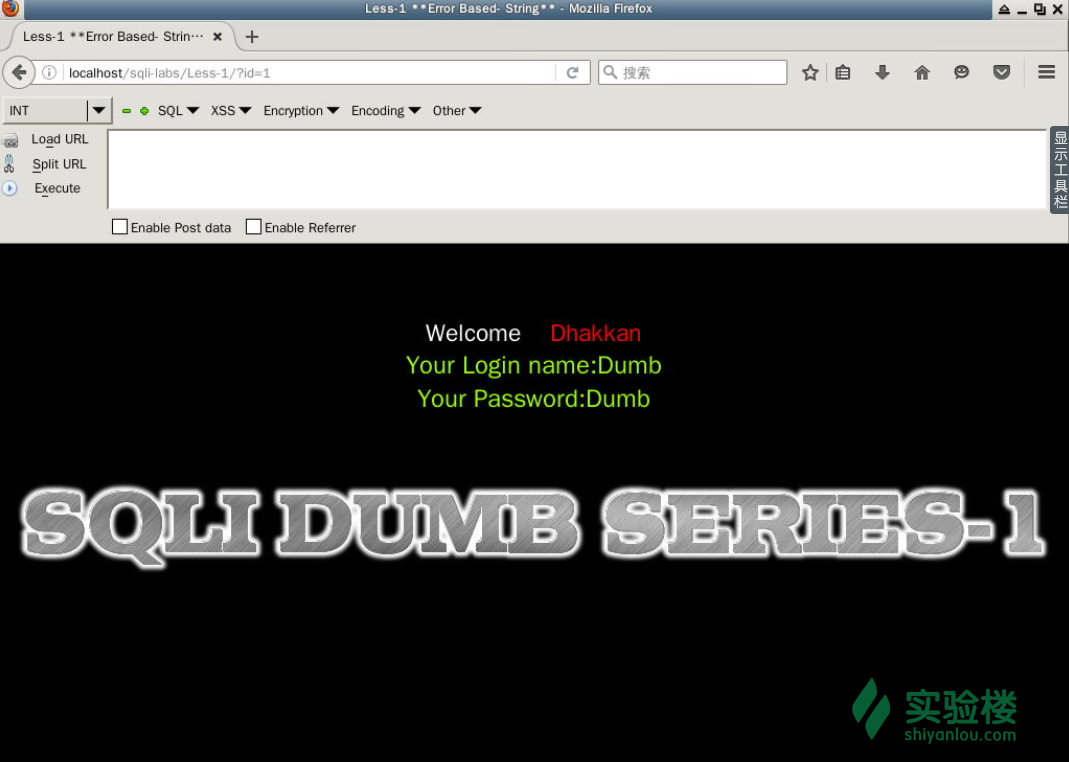 Less-1 **Error Based- String** - Mozilla Firefox
Less-1 **Error Based- Strin···
localhost/sqli-labs/Less-1/?id=1
搜索
INT
SQL
XSS
Encryption
Encoding
Other
Load URL
Split URL
Execute
Enable Post data
Enable Referrer
显示工具栏
Welcome Dhakkan
Your Login name:Dumb
Your Password:Dumb
SQLI DUMB SERIES-1
实验楼
shiyanlou.com